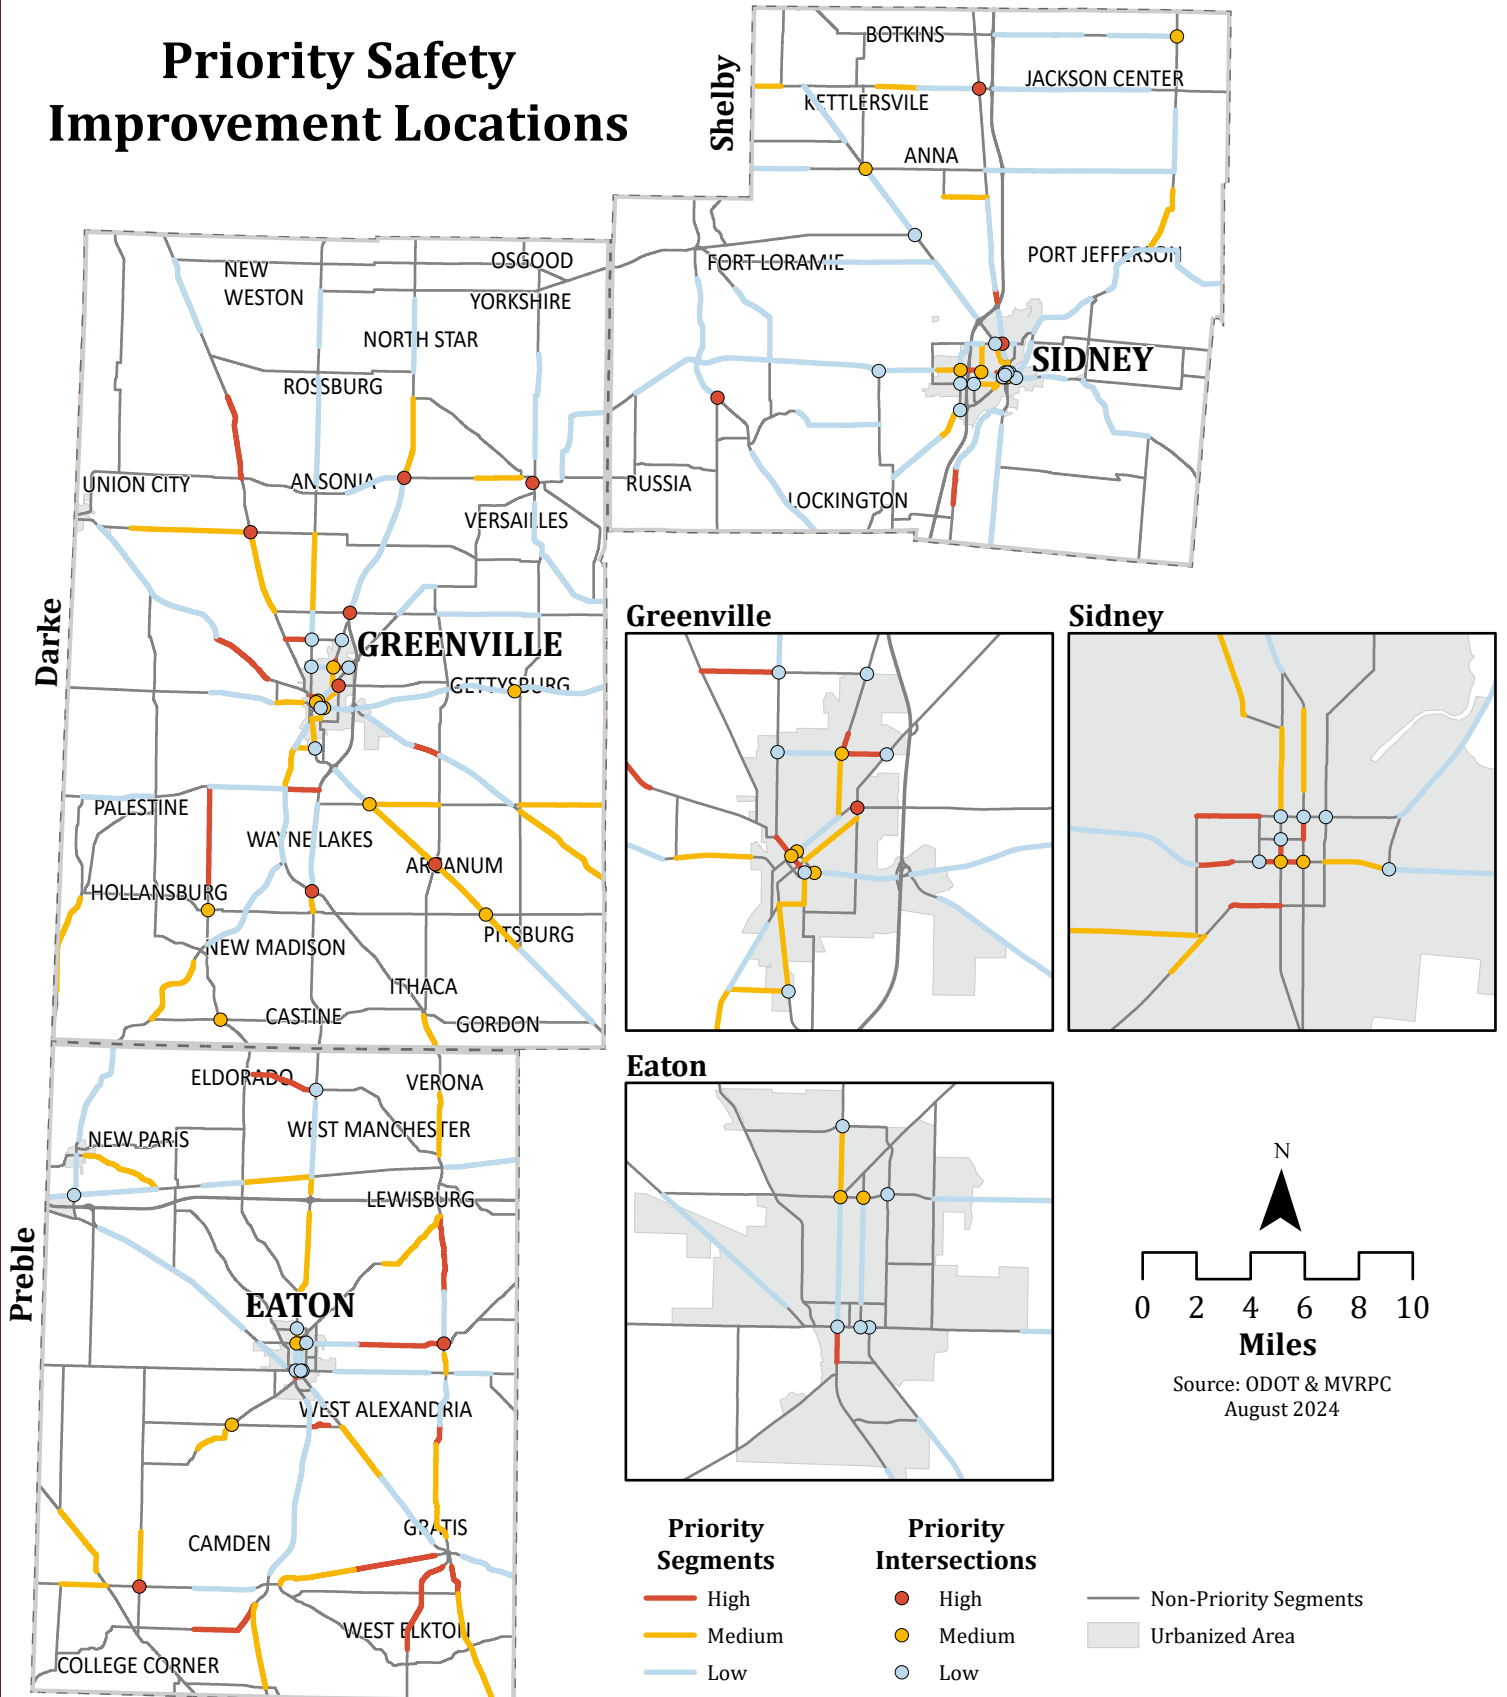 Priority Safety
Improvement Locations
Shelby
BOTKINS
JACKSON CENTER
KETTLERSVILE
ANNA
FORT LORAMIE
PORT JEFFERSON
SIDNEY
RUSSIA
LOCKINGTON
Darke
NEW
WESTON
OSGOOD
YORKSHIRE
NORTH STAR
ROSSBURG
UNION CITY
ANSONIA
VERSAILLES
GREENVILLE
GETTYSBURG
PALESTINE
WAYNE LAKES
ARCANUM
HOLLANSBURG
PITSBURG
NEW MADISON
ITHACA
CASTINE
GORDON
Preble
ELDORADO
VERONA
WEST MANCHESTER
NEW PARIS
LEWISBURG
EATON
WEST ALEXANDRIA
GRATIS
CAMDEN
WEST ELKTON
COLLEGE CORNER
Greenville
Sidney
Eaton
N
0 2 4 6 8 10
Miles
Source: ODOT & MVRPC
August 2024
Priority
Segments
High
Medium
Low
Priority
Intersections
High
Medium
Low
Non-Priority Segments
Urbanized Area